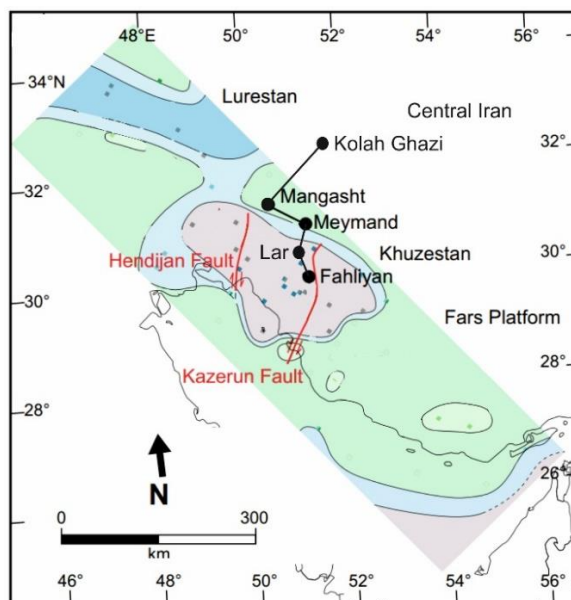 48°E 50° 52° 54° 56°
34°N
Lurestan
Central Iran
32°
Kolah Ghazi
32°
Mangasht
Meymand
Lar
30°
Khuzestan
Hendijan Fault
Fahliyan
30°
Fars Platform
28°
Kazerun Fault
28°
26°
N
0 300
km
46° 48° 50° 52° 54° 56°